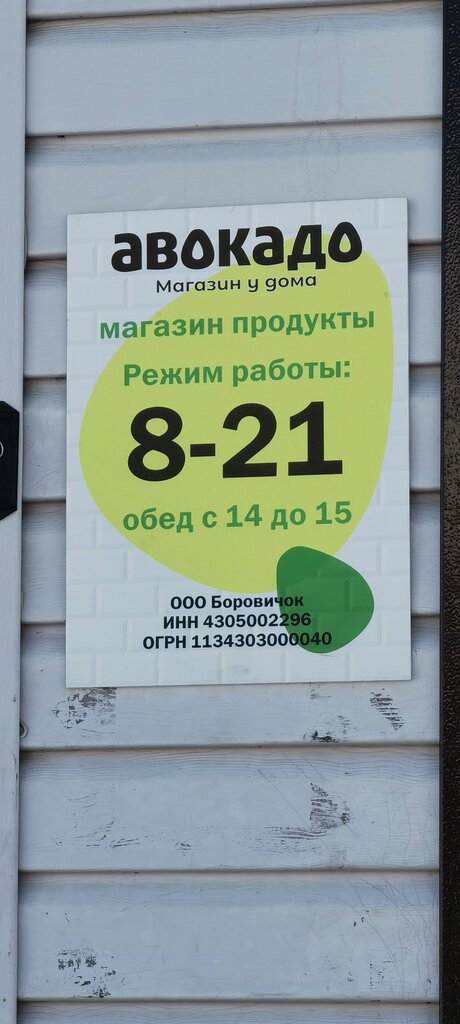 авокадо
Магазин у дома
магазин продукты
Режим работы:
8-21
обед с 14 до 15
ООО Боровичок
ИНН 4305002296
ОГРН 1134303000040